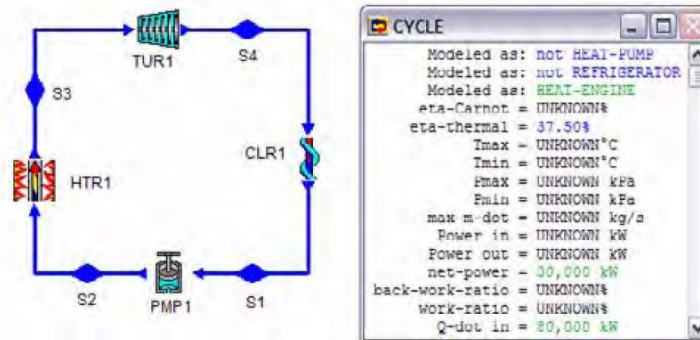 TUR1
S4
S3
CLR1
HTR1
S2
PMP1
S1
CYCLE
Modeled as: not HEAT-PUMP
Modeled as: not REFRIGERATOR
Modeled as: HEAT-ENGINE
eta-Carnot = UNKNOWN%
eta-thermal = 37.50%
Tmax = UNKNOWN°C
Tmin = UNKNOWN°C
Pmax = UNKNOWN kPa
Pmin = UNKNOWN kPa
max m-dot = UNKNOWN kg/s
Power in = UNKNOWN kW
Power out = UNKNOWN kW
net-power = 30,000 kW
back-work-ratio = UNKNOWN%
work-ratio = UNKNOWN%
Q-dot in = 80,000 kW